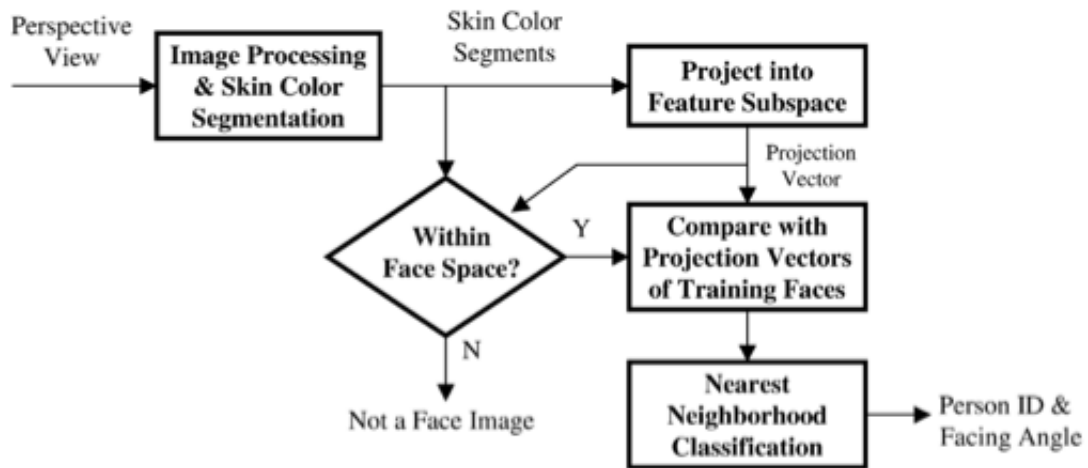 Perspective
View
Image Processing
& Skin Color
Segmentation
Skin Color
Segments
Project into
Feature Subspace
Projection
Vector
Within
Face Space?
Y
Compare with
Projection Vectors
of Training Faces
N
Not a Face Image
Nearest
Neighborhood
Classification
Person ID &
Facing Angle